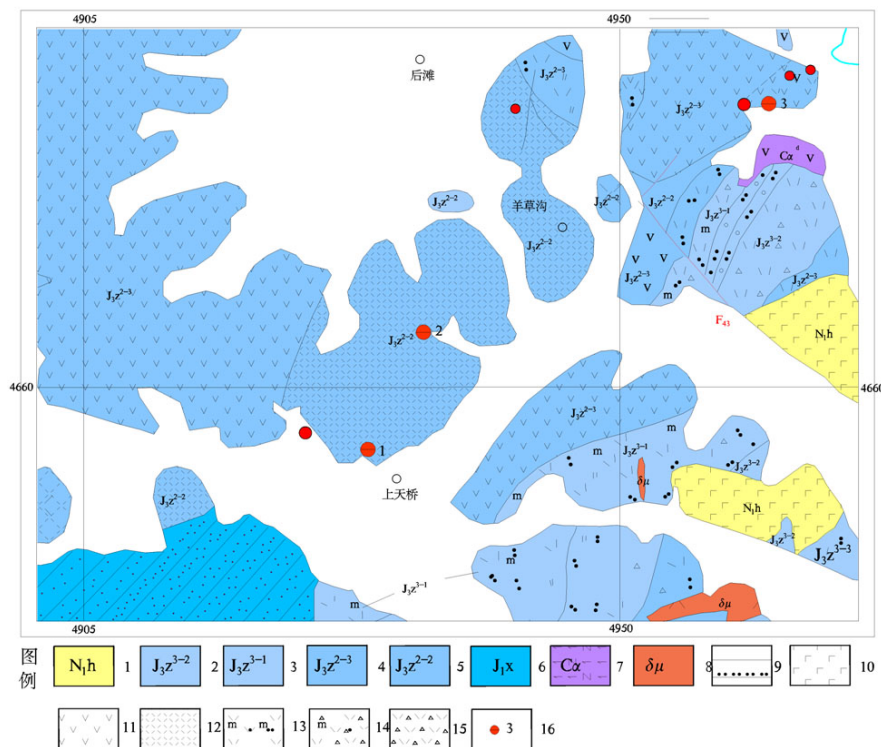 4905 4950
后滩
V
J₃z²⁻³
V
J₃z²⁻³
V
3
Cα
V 4 V
J₃z²⁻²
J₃z²⁻²
J₃z²⁻²
J₃z³⁻¹
m
羊草沟
J₃z²⁻²
J₃z³⁻²
V
V V
J₃z²⁻³
m
J₃z²⁻³
J₃z²⁻³
F₄₃
N₁h
2
J₃z²⁻²
4660 4660
J₃z²⁻³
1
m
J₃z³⁻¹
J₃z³⁻²
上天桥
δμ
m
J₃z²⁻²
N₁h
J₃z³⁻²
J₃z³⁻³
m
J₃z³⁻¹
m
δμ
4905 4950
图例
N₁h 1 J₃z³⁻² 2 J₃z³⁻¹ 3 J₃z²⁻³ 4 J₃z²⁻² 5 J₁x 6 Cα 7 δμ 8 9 10
11 12 m m 13 m 14 15 3 16